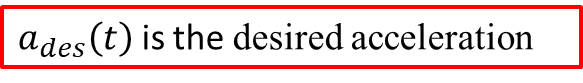 a_des(t) is the desired acceleration